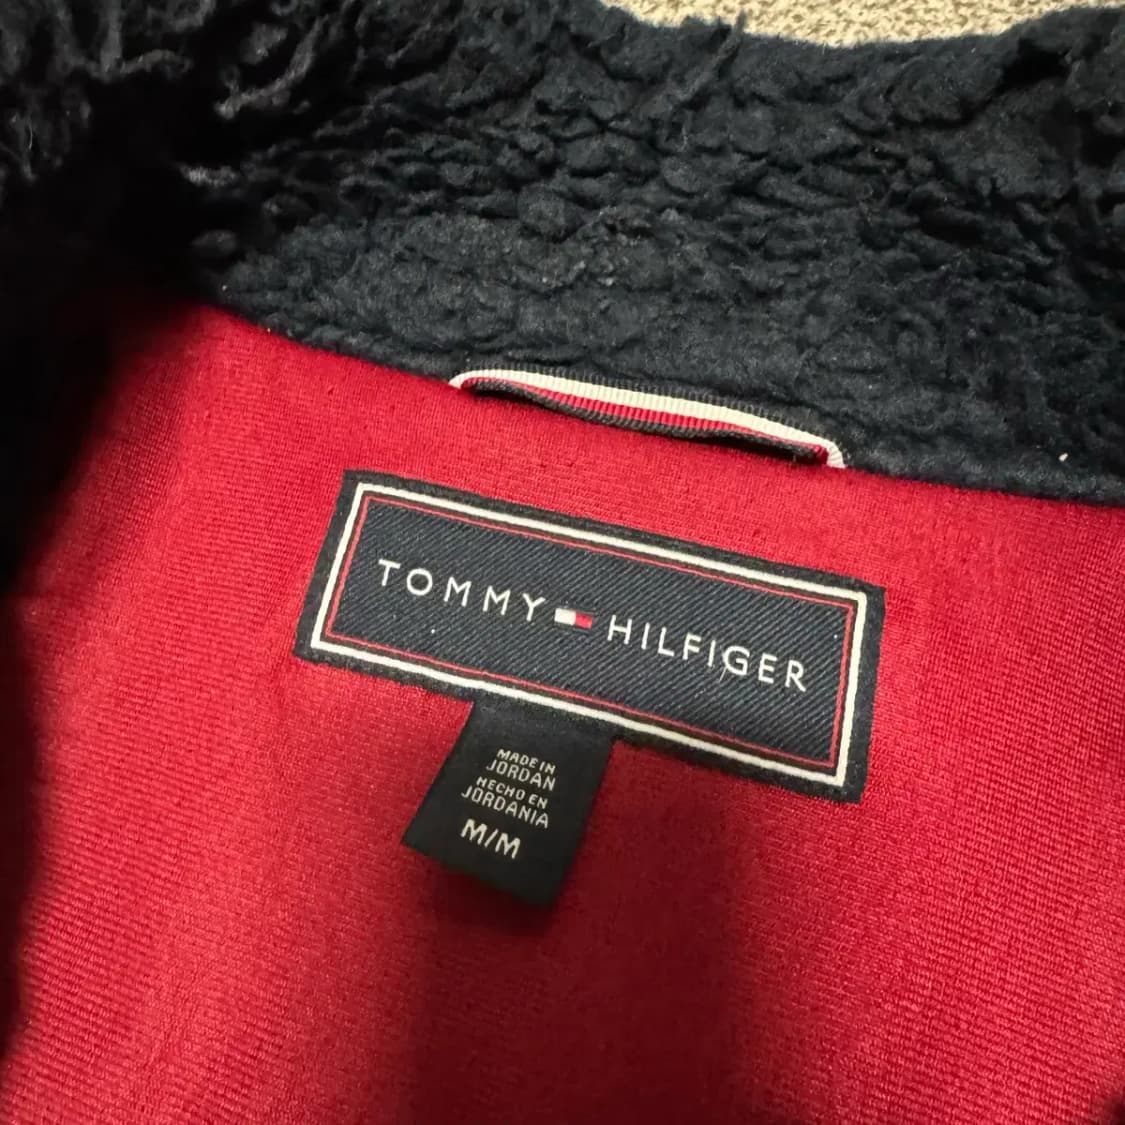 TOMMY HILFIGER
MADE IN
JORDAN
HECHO EN
JORDANIA
M/M